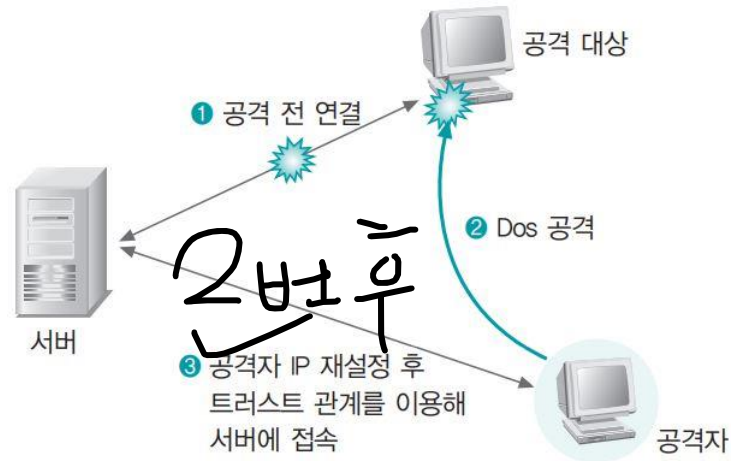 공격 대상
❶ 공격 전 연결
❷ Dos 공격
2번후
서버
❸ 공격자 IP 재설정 후
트러스트 관계를 이용해
서버에 접속
공격자